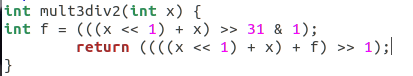 int mult3div2(int x) {
int f = (((x << 1) + x) >> 31 & 1);
        return ((((x << 1) + x) + f) >> 1);
}